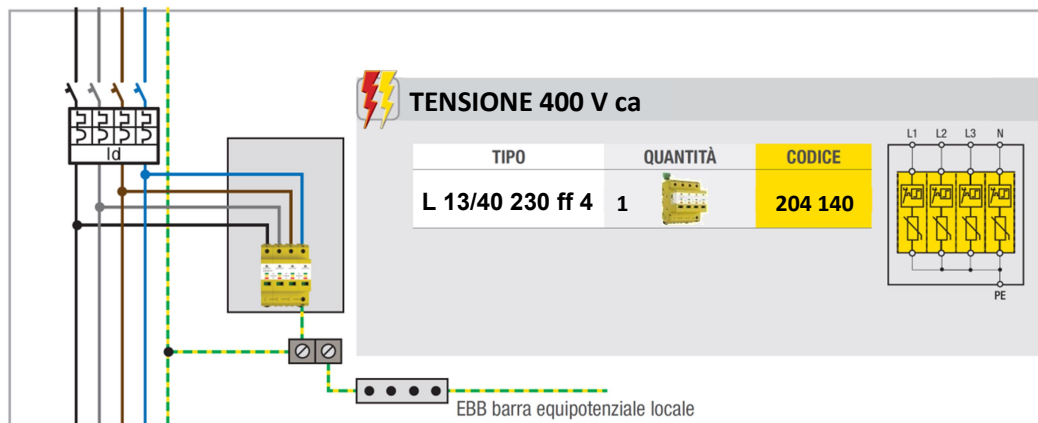 Id
TENSIONE 400 V ca
TIPO QUANTITÀ CODICE
L 13/40 230 ff 4 1 204 140
L1 L2 L3 N
PE
EBB barra equipotenziale locale